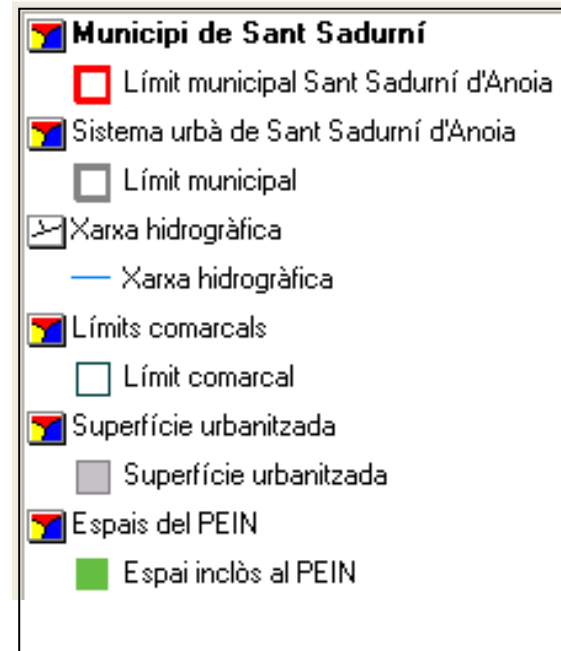 Municipi de Sant Sadurní
Límit municipal Sant Sadurní d'Anoia
Sistema urbà de Sant Sadurní d'Anoia
Límit municipal
Xarxa hidrogràfica
Xarxa hidrogràfica
Límits comarcals
Límit comarcal
Superfície urbanitzada
Superfície urbanitzada
Espais del PEIN
Espai inclòs al PEIN